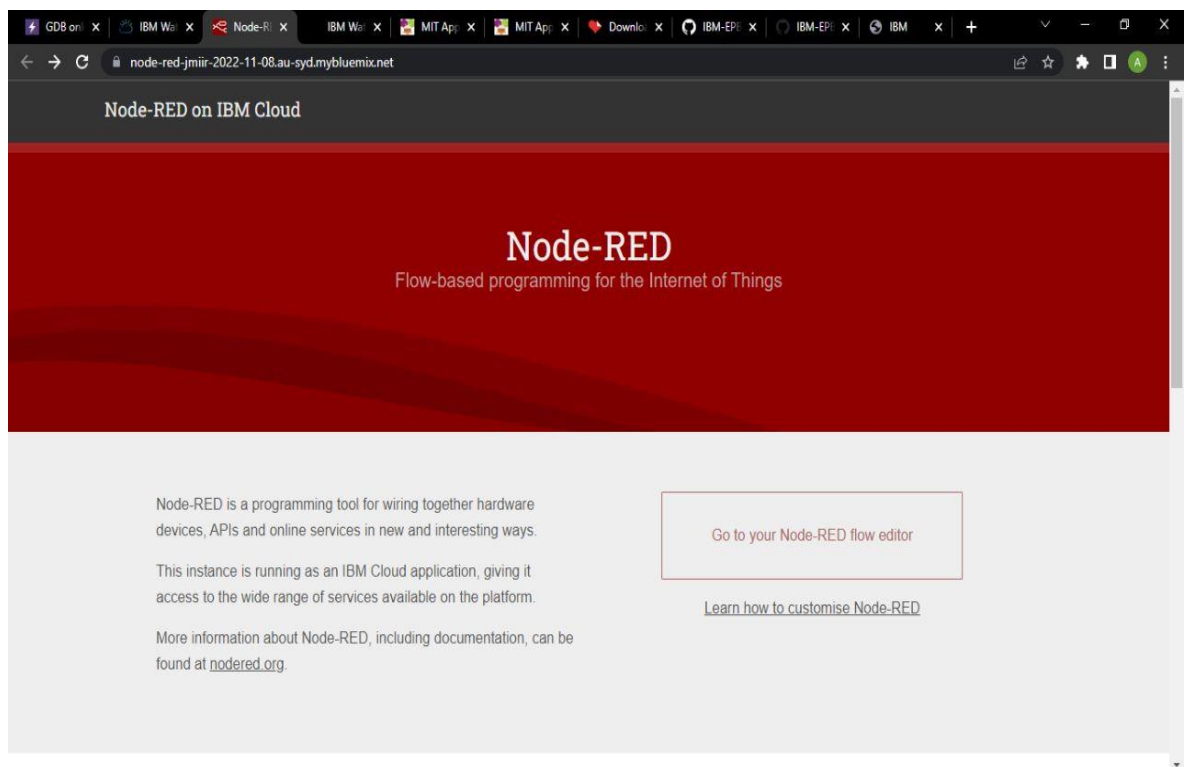 GDB onl
IBM Wat
Node-RE
IBM Wat
MIT App
MIT App
Downloa
IBM-EPB
IBM-EPB
IBM
node-red-jmiir-2022-11-08.au-syd.mybluemix.net
A
Node-RED on IBM Cloud
Node-RED
Flow-based programming for the Internet of Things
Node-RED is a programming tool for wiring together hardware
devices, APIs and online services in new and interesting ways.
This instance is running as an IBM Cloud application, giving it
access to the wide range of services available on the platform.
More information about Node-RED, including documentation, can be
found at nodered.org.
Go to your Node-RED flow editor
Learn how to customise Node-RED